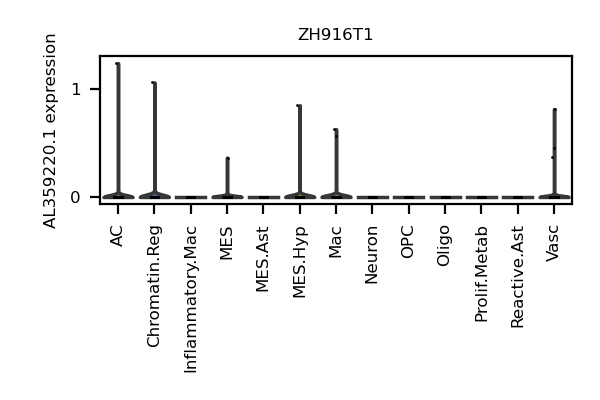 ZH916T1
AL359220.1 expression
1
0
AC
Chromatin.Reg
Inflammatory.Mac
MES
MES.Ast
MES.Hyp
Mac
Neuron
OPC
Oligo
Prolif.Metab
Reactive.Ast
Vasc